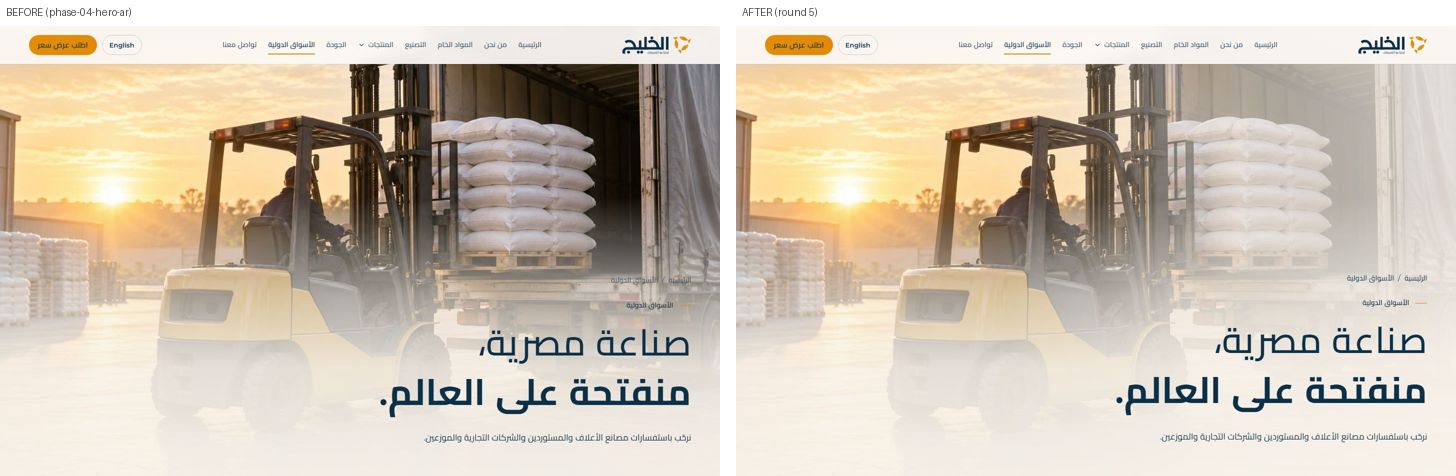 BEFORE (phase-04-hero-ar)
الخليج
الرئيسية من نحن المواد الخام التصنيع المنتجات الجودة الأسواق الدولية تواصل معنا English اطلب عرض سعر
الرئيسية / الأسواق الدولية
الأسواق الدولية
صناعة مصرية،
منفتحة على العالم.
نرحّب باستفسارات مصانع الأعلاف والمستوردين والشركات التجارية والموزعين.
AFTER (round 5)
الخليج
الرئيسية من نحن المواد الخام التصنيع المنتجات الجودة الأسواق الدولية تواصل معنا English اطلب عرض سعر
الرئيسية / الأسواق الدولية
الأسواق الدولية
صناعة مصرية،
منفتحة على العالم.
نرحّب باستفسارات مصانع الأعلاف والمستوردين والشركات التجارية والموزعين.